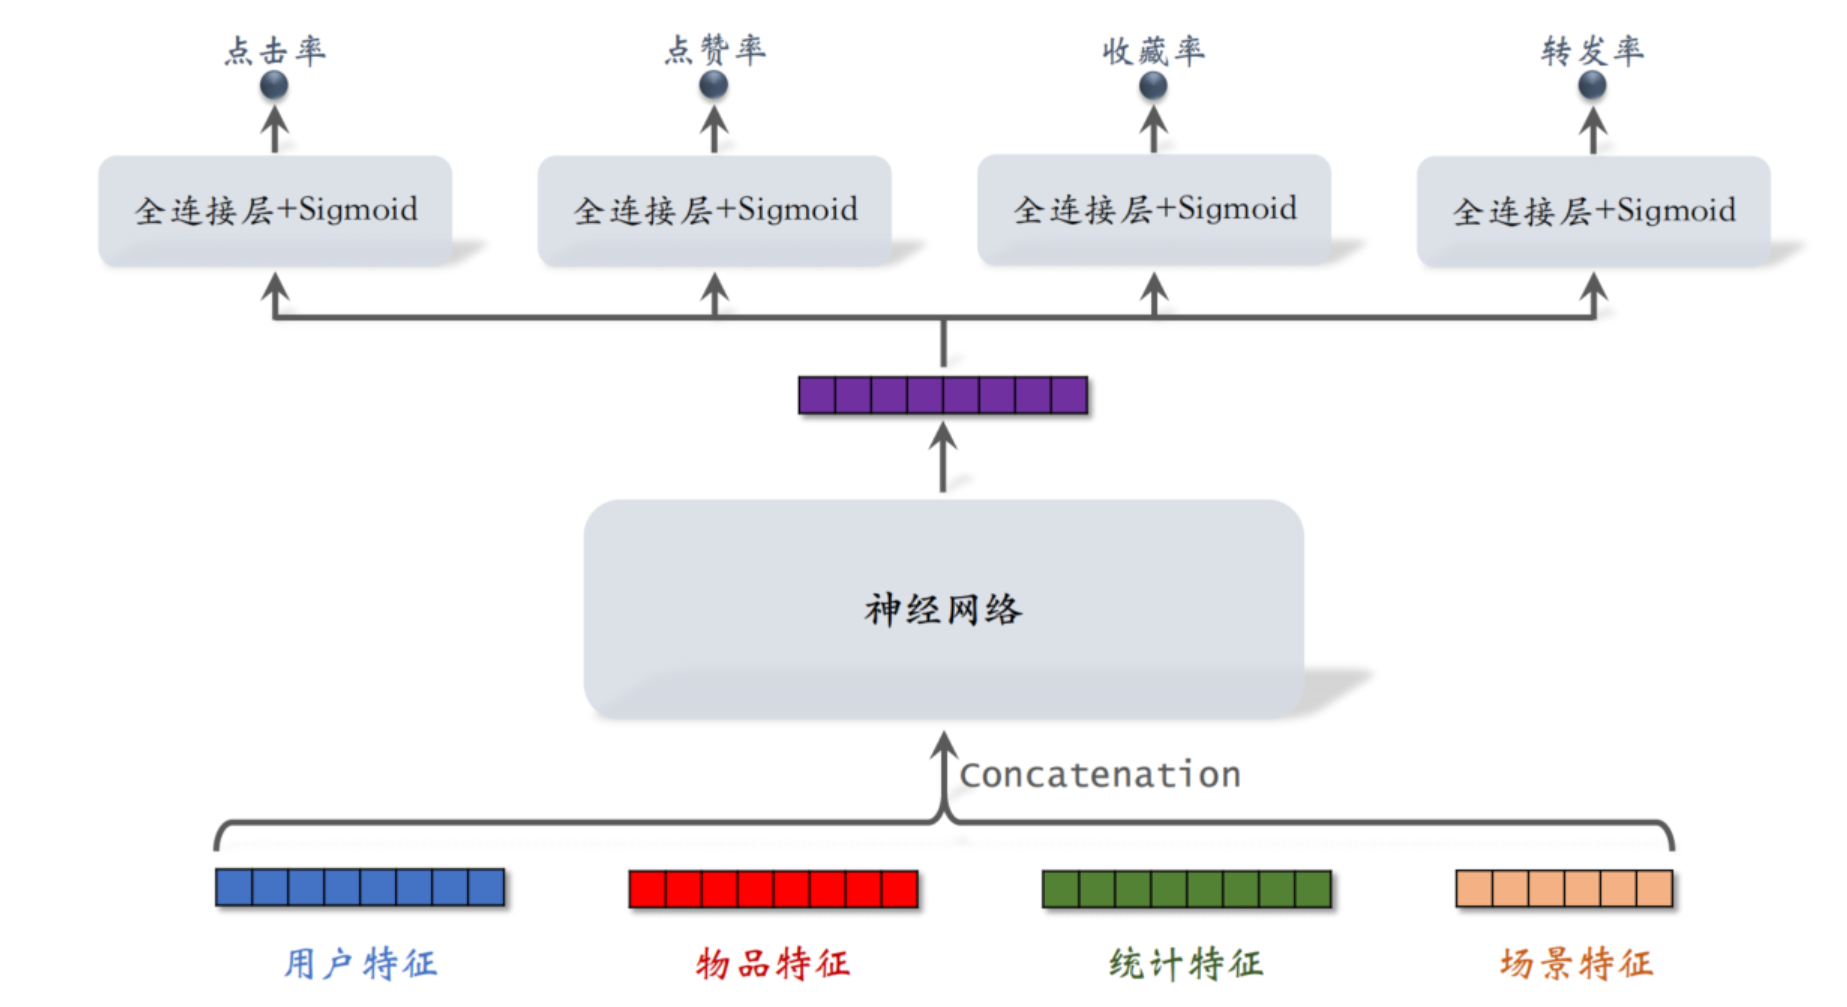 点击率
点赞率
收藏率
转发率
全连接层+Sigmoid
全连接层+Sigmoid
全连接层+Sigmoid
全连接层+Sigmoid
神经网络
Concatenation
用户特征
物品特征
统计特征
场景特征